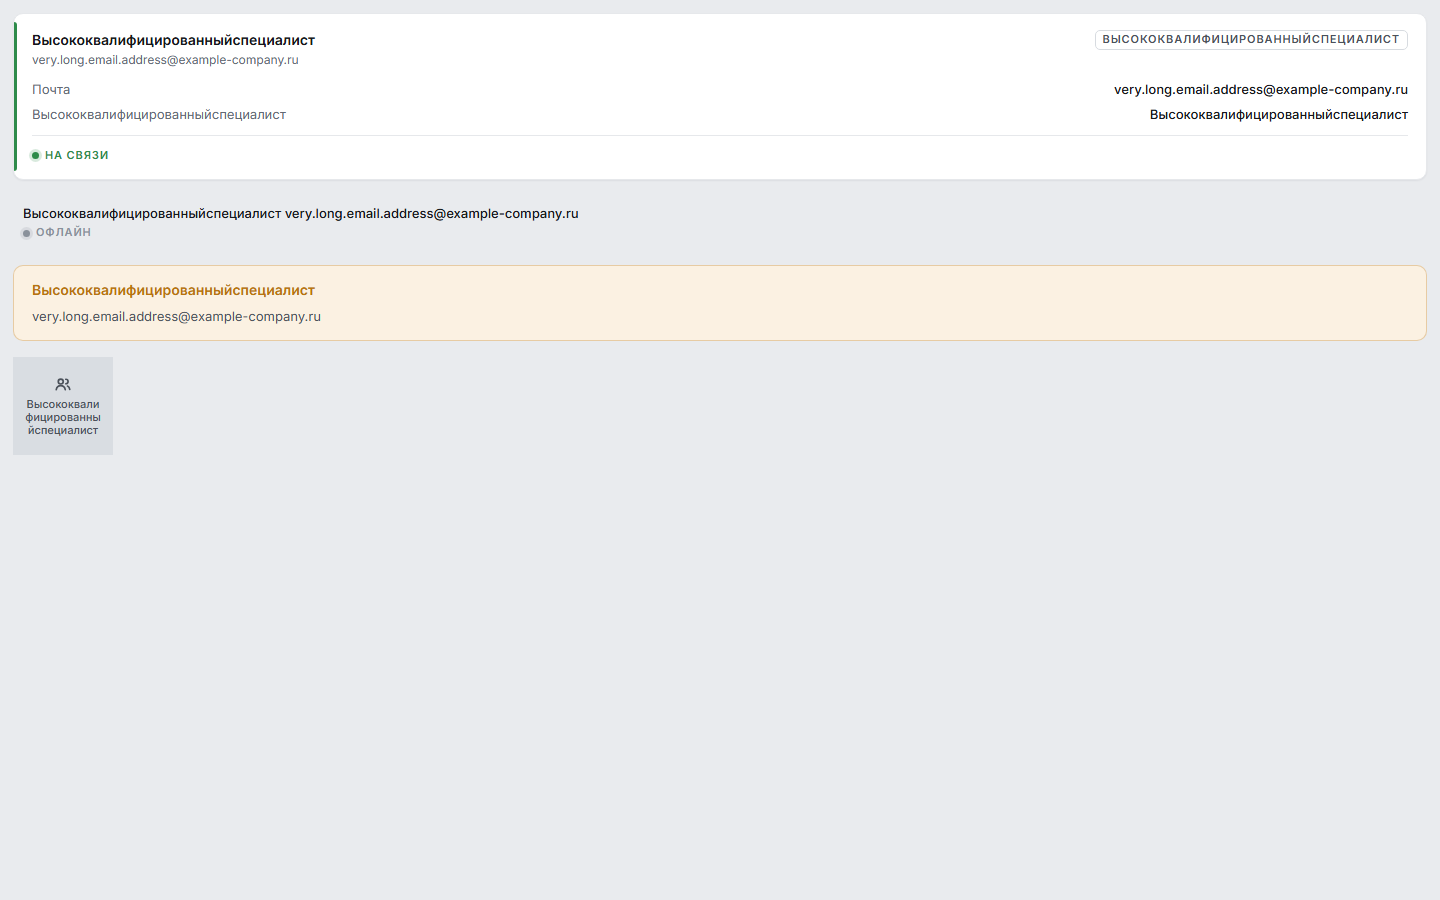 Высококвалифицированныйспециалист
ВЫСОКОКВАЛИФИЦИРОВАННЫЙСПЕЦИАЛИСТ
very.long.email.address@example-company.ru
Почта
very.long.email.address@example-company.ru
Высококвалифицированныйспециалист
Высококвалифицированныйспециалист
НА СВЯЗИ
Высококвалифицированныйспециалист very.long.email.address@example-company.ru
ОФЛАЙН
Высококвалифицированныйспециалист
very.long.email.address@example-company.ru
Высококвали
фицированны
йспециалист